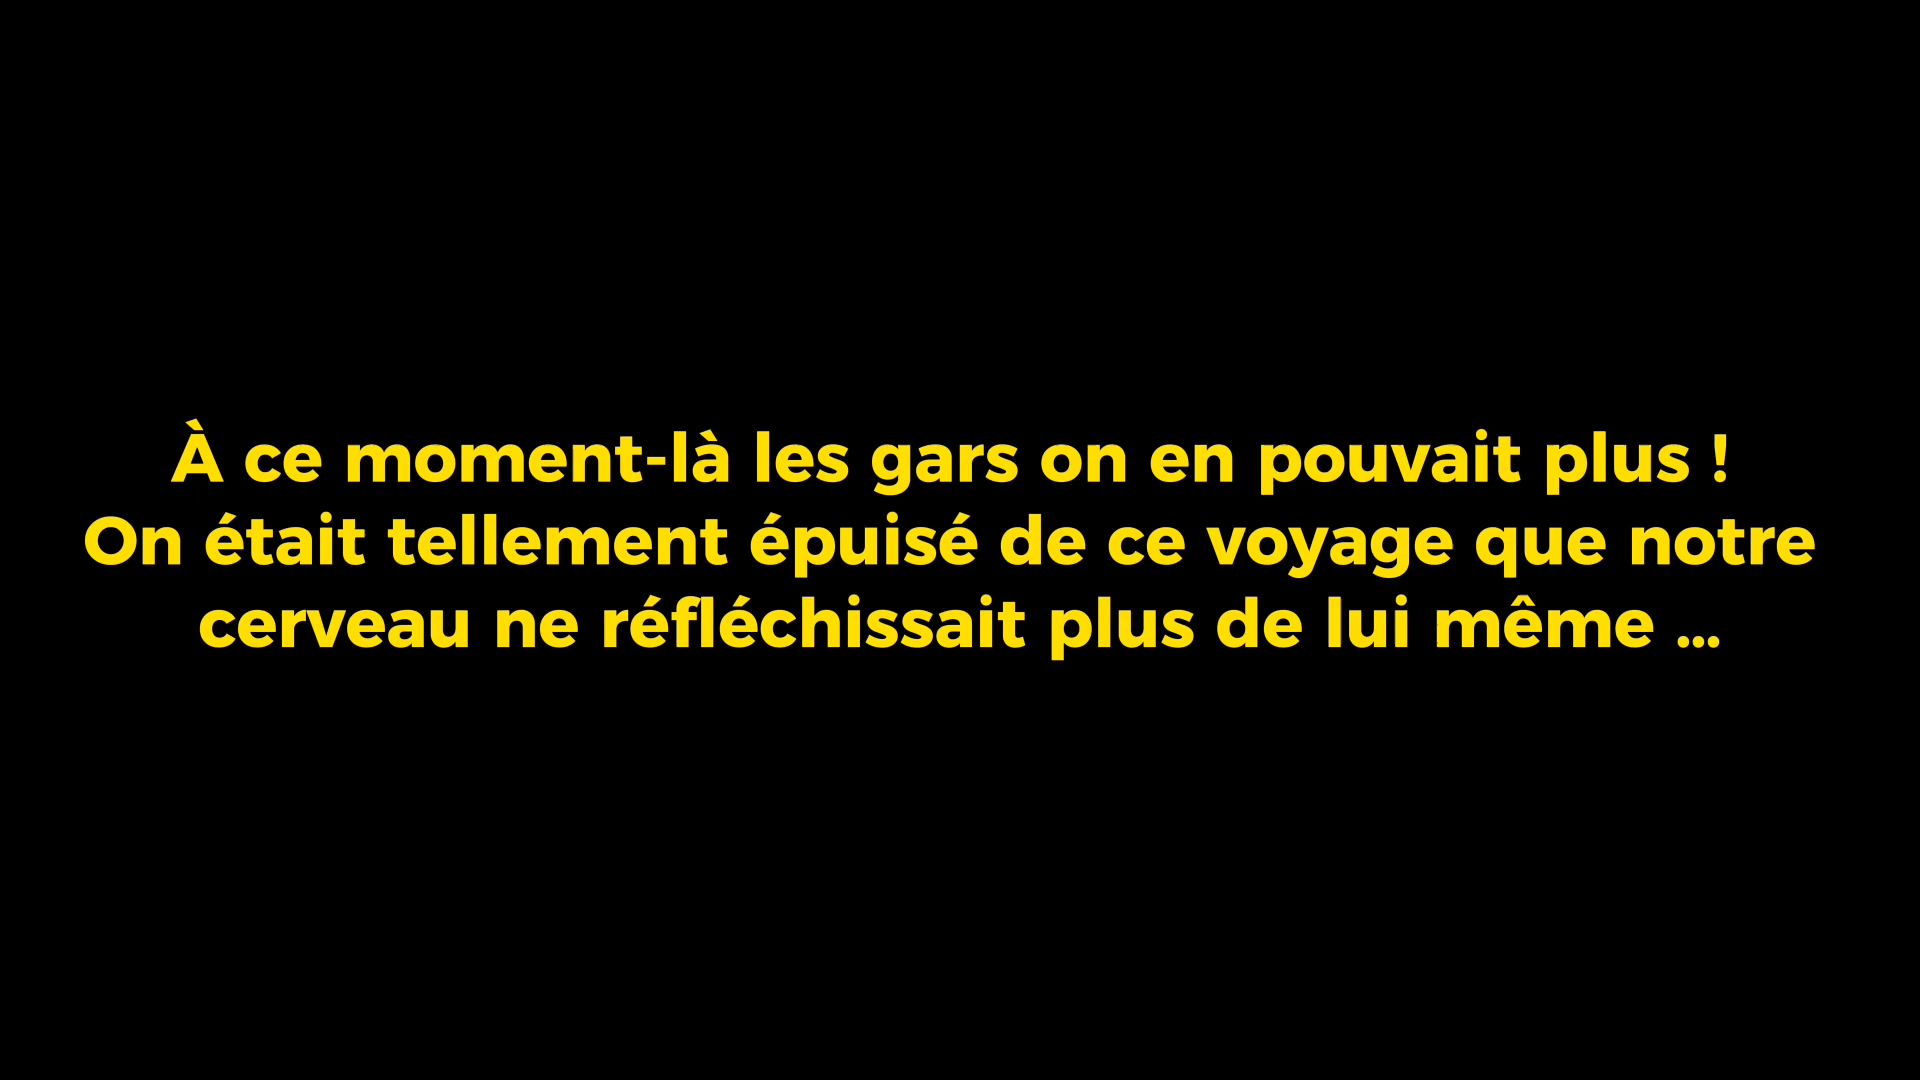 À ce moment-là les gars on en pouvait plus !
On était tellement épuisé de ce voyage que notre
cerveau ne réfléchissait plus de lui même ...